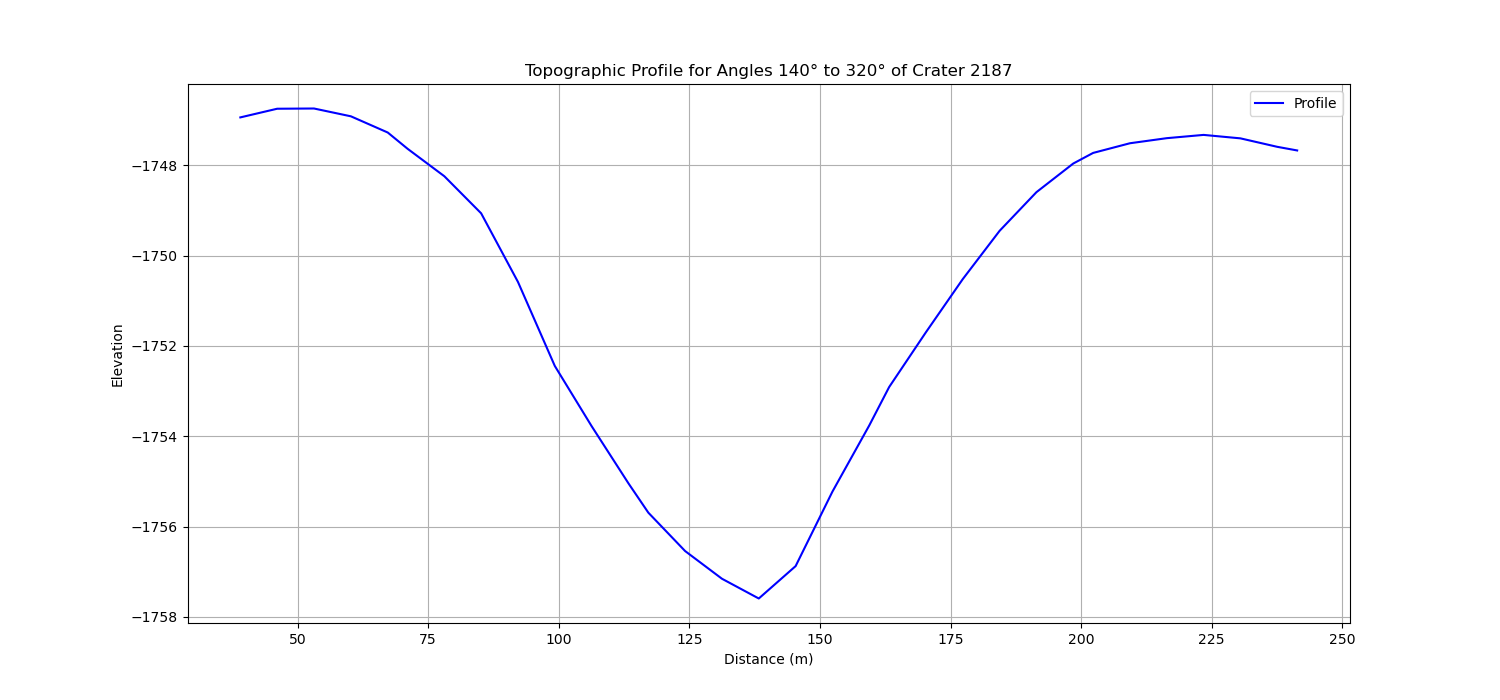 Topographic Profile for Angles 140° to 320° of Crater 2187
Profile
Elevation
−1748
−1750
−1752
−1754
−1756
−1758
50 75 100 125 150 175 200 225 250
Distance (m)